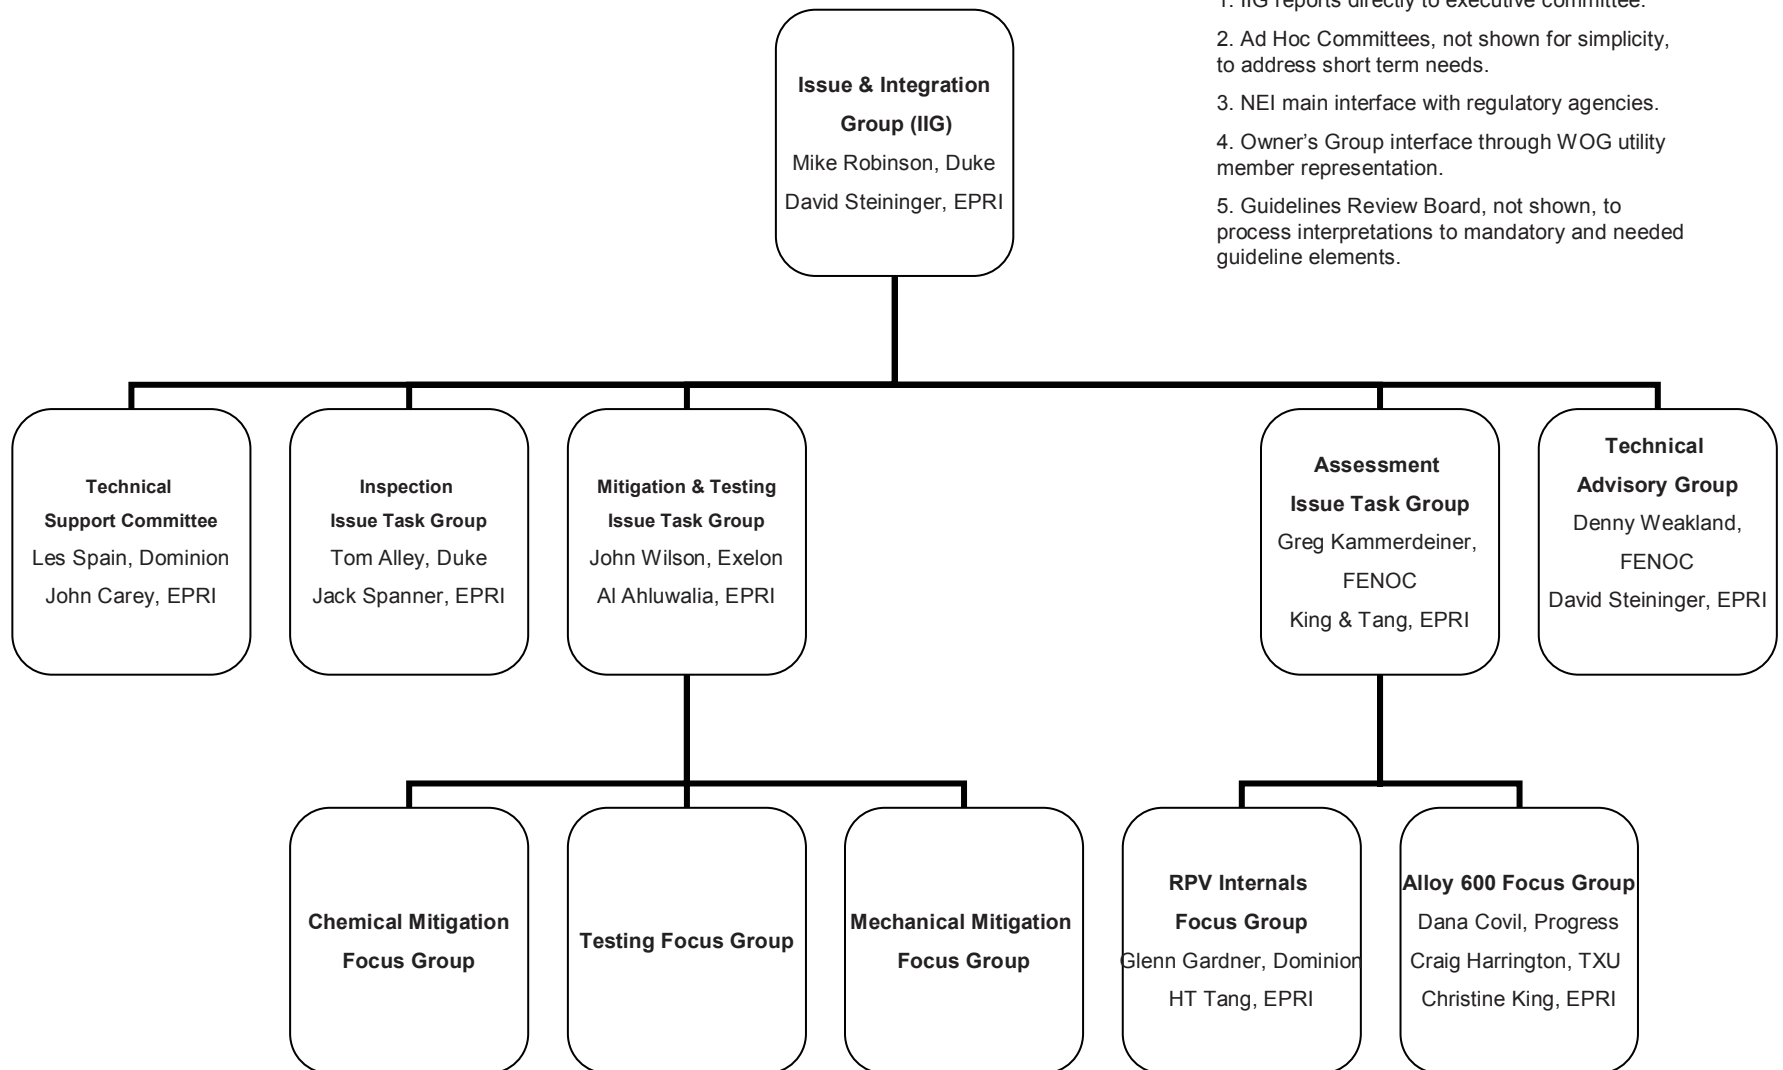 1. IIG reports directly to executive committee.
2. Ad Hoc Committees, not shown for simplicity,
to address short term needs.
3. NEI main interface with regulatory agencies.
4. Owner's Group interface through WOG utility
member representation.
5. Guidelines Review Board, not shown, to
process interpretations to mandatory and needed
guideline elements.
Issue & Integration
Group (IIG)
Mike Robinson, Duke
David Steininger, EPRI
Technical
Support Committee
Les Spain, Dominion
John Carey, EPRI
Inspection
Issue Task Group
Tom Alley, Duke
Jack Spanner, EPRI
Mitigation & Testing
Issue Task Group
John Wilson, Exelon
Al Ahluwalia, EPRI
Assessment
Issue Task Group
Greg Kammerdeiner,
FENOC
King & Tang, EPRI
Technical
Advisory Group
Denny Weakland,
FENOC
David Steininger, EPRI
Chemical Mitigation
Focus Group
Testing Focus Group
Mechanical Mitigation
Focus Group
RPV Internals
Focus Group
Glenn Gardner, Dominion
HT Tang, EPRI
Alloy 600 Focus Group
Dana Covil, Progress
Craig Harrington, TXU
Christine King, EPRI